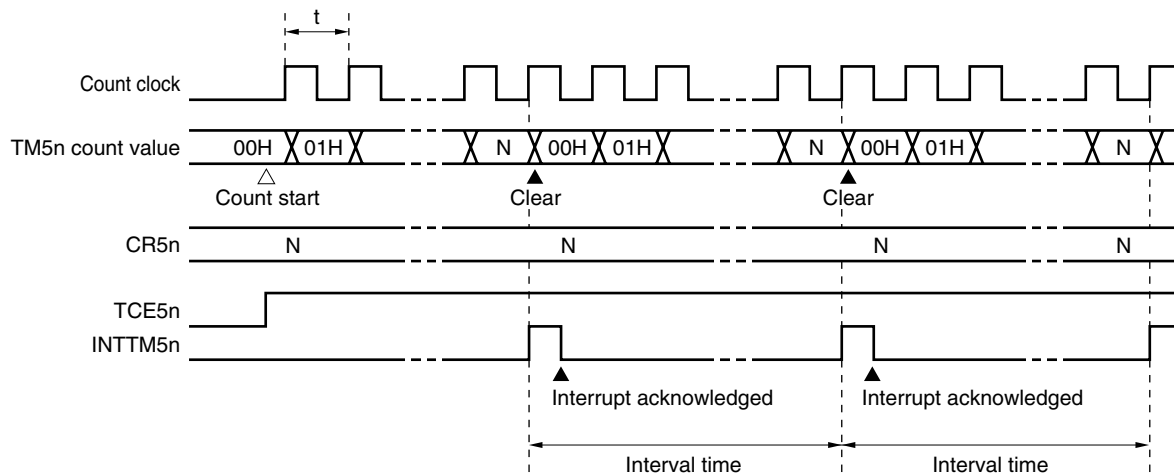 t
Count clock
TM5n count value 00H 01H N 00H 01H N 00H 01H N
Count start Clear Clear
CR5n N N N N
TCE5n
INTTM5n
Interrupt acknowledged Interrupt acknowledged
Interval time Interval time